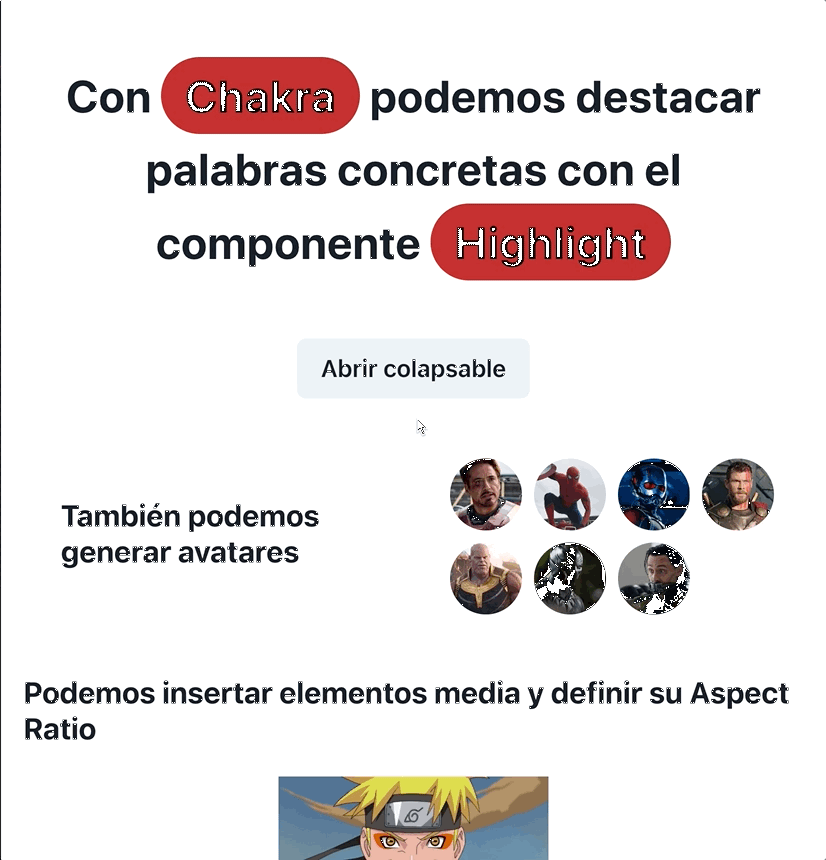 Con Chakra podemos destacar
palabras concretas con el
componente Highlight
Abrir colapsable
También podemos
generar avatares
Podemos insertar elementos media y definir su Aspect
Ratio